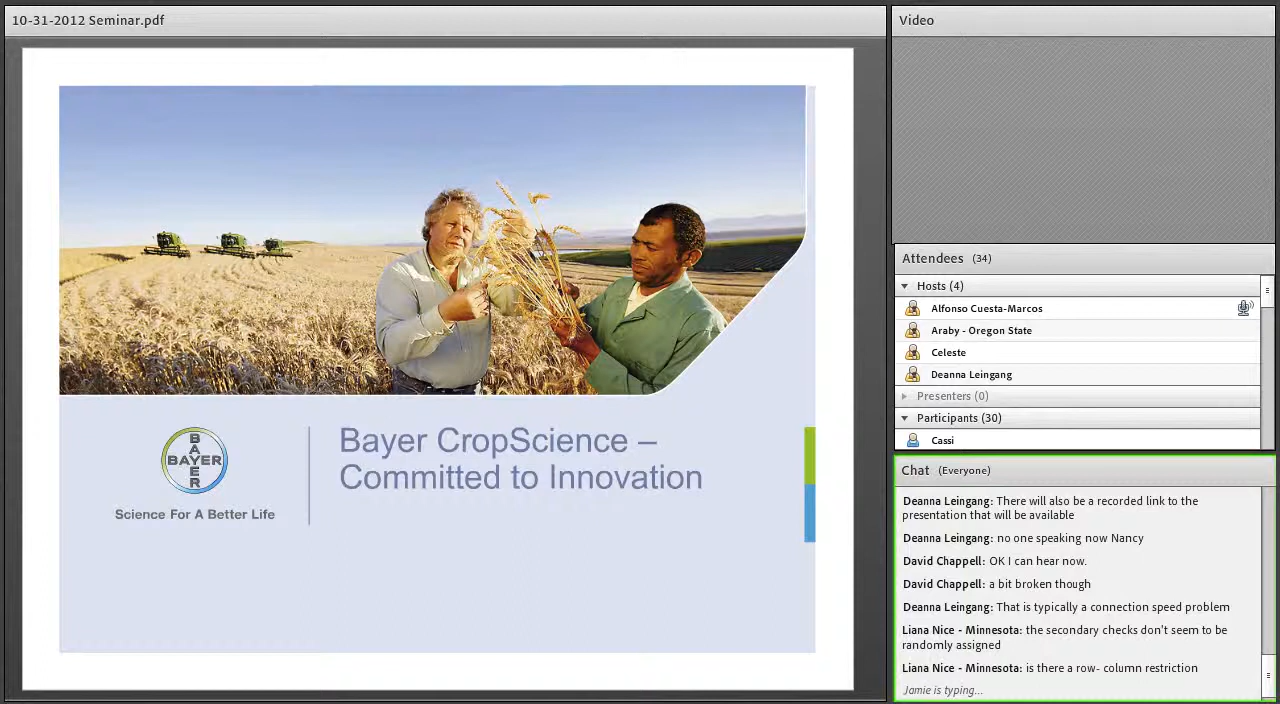 10-31-2012 Seminar.pdf
BAYER
BAYER
Science For A Better Life
Bayer CropScience –
Committed to Innovation
Video
Attendees (34)
Hosts (4)
Alfonso Cuesta-Marcos
Araby - Oregon State
Celeste
Deanna Leingang
Presenters (0)
Participants (30)
Cassi
Chat (Everyone)
Deanna Leingang: There will also be a recorded link to the
presentation that will be available
Deanna Leingang: no one speaking now Nancy
David Chappell: OK I can hear now.
David Chappell: a bit broken though
Deanna Leingang: That is typically a connection speed problem
Liana Nice - Minnesota: the secondary checks don't seem to be
randomly assigned
Liana Nice - Minnesota: is there a row- column restriction
Jamie is typing...